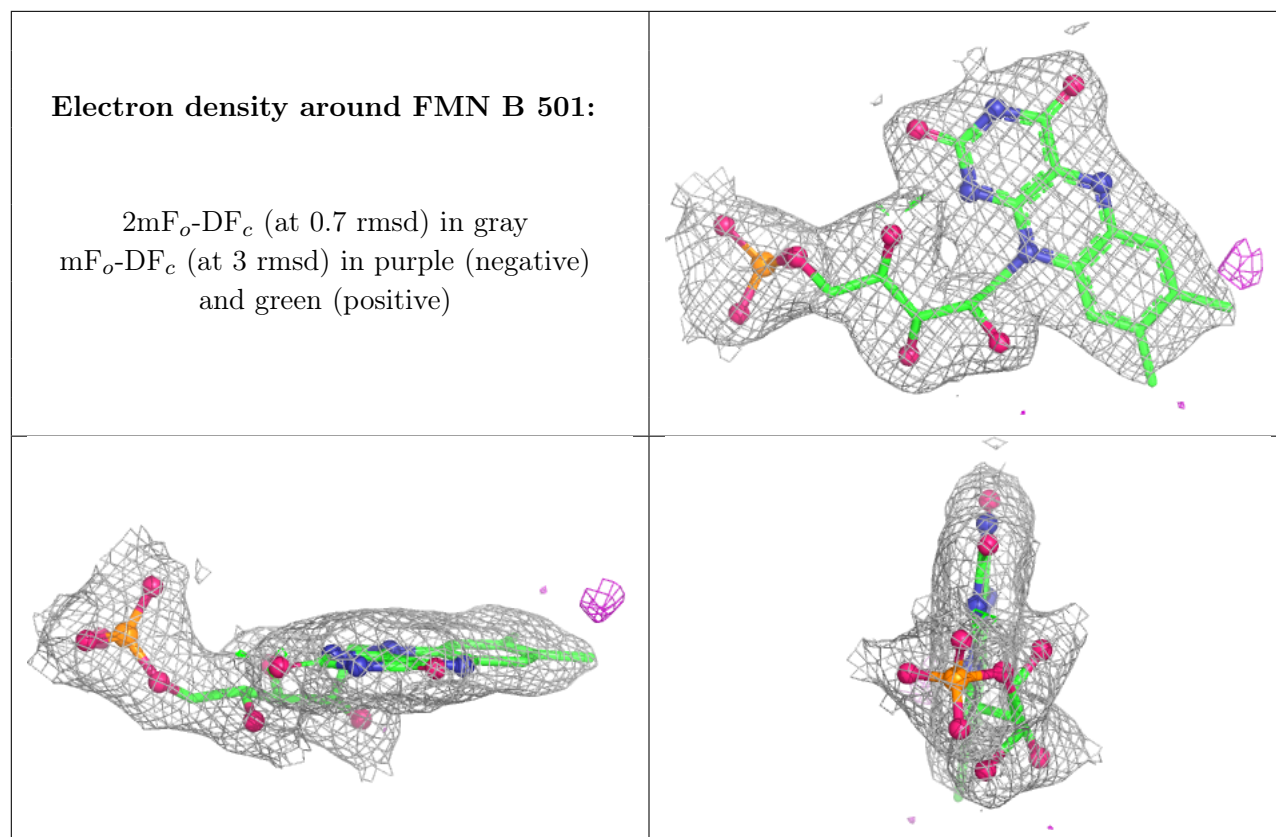 Electron density around FMN B 501:
2mFₒ-DF𝒸 (at 0.7 rmsd) in gray
mFₒ-DF𝒸 (at 3 rmsd) in purple (negative)
and green (positive)